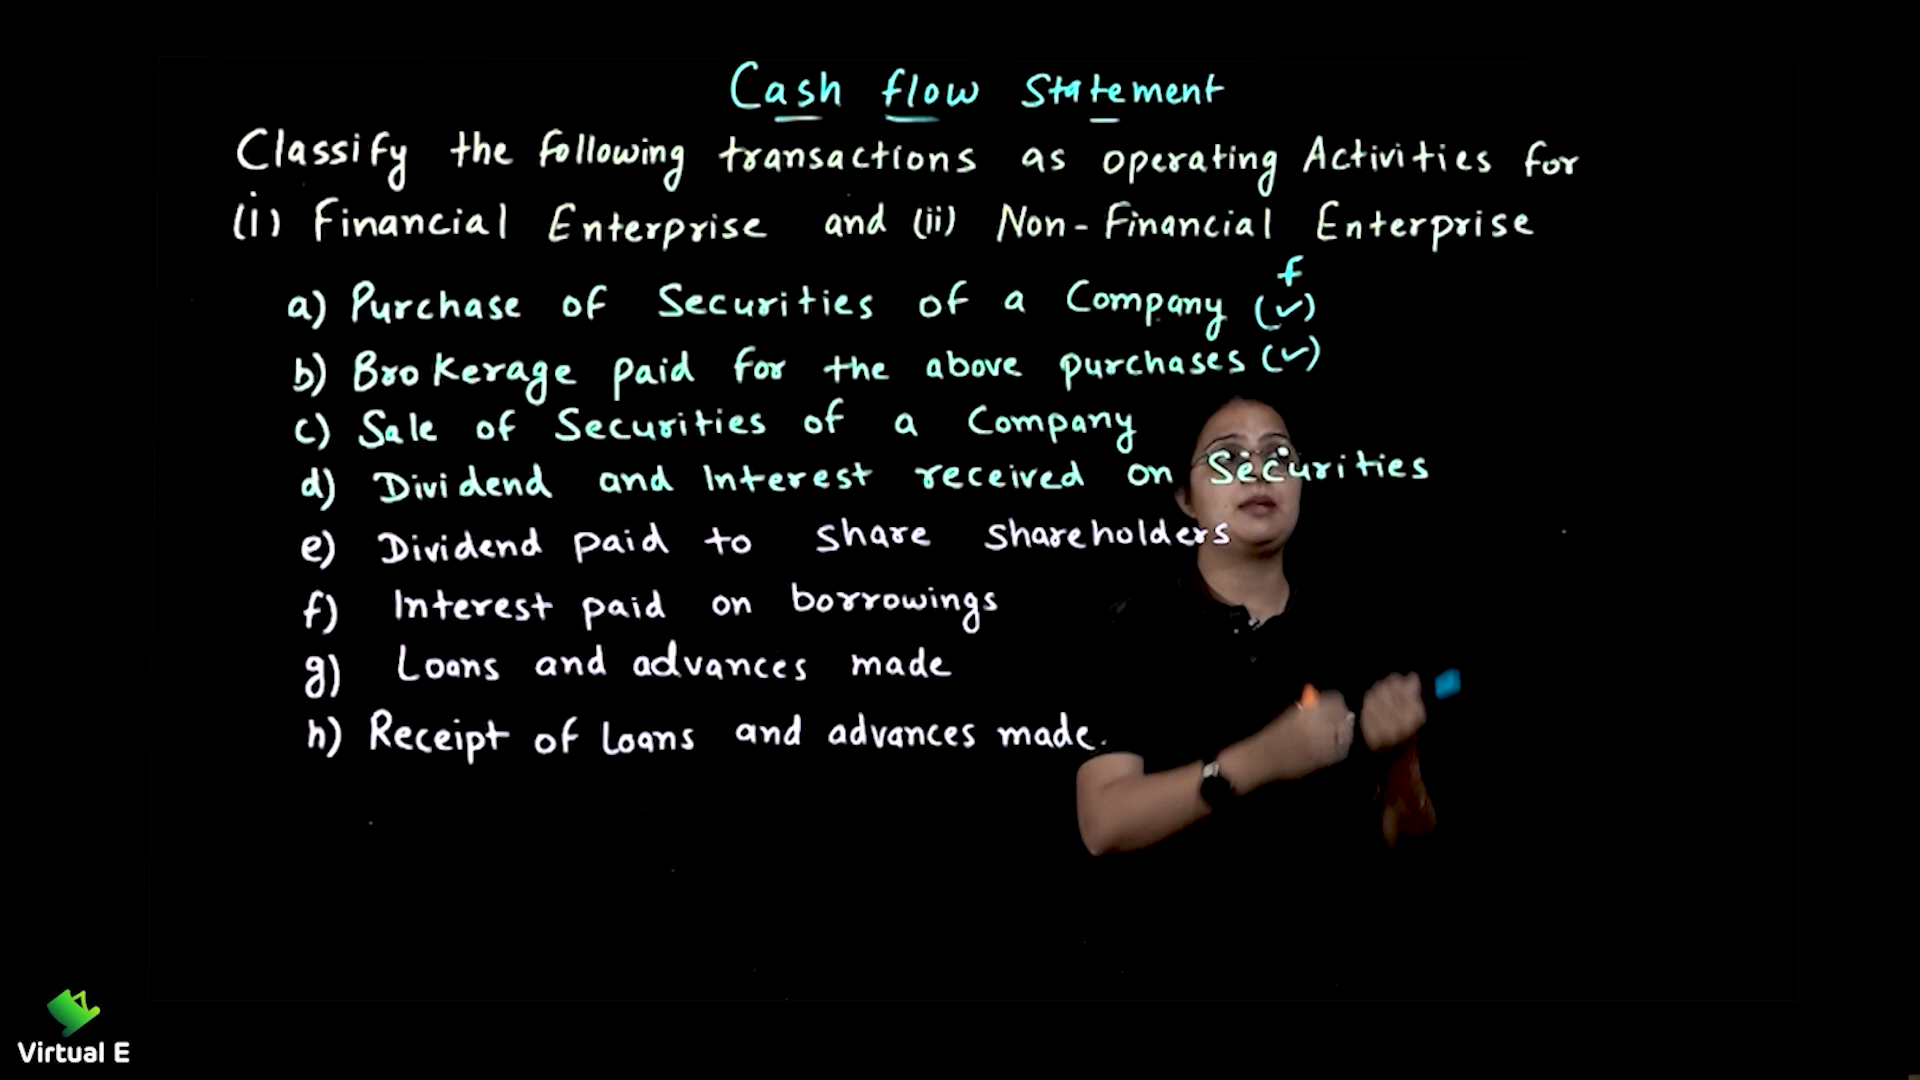 Cash flow Statement
Classify the following transactions as operating Activities for
(i) Financial Enterprise and (ii) Non-Financial Enterprise
f
a) Purchase of Securities of a Company (✓)
b) Brokerage paid for the above purchases (✓)
c) Sale of Securities of a Company
d) Dividend and Interest received on Securities
e) Dividend paid to share shareholders
f) Interest paid on borrowings
g) Loans and advances made
h) Receipt of Loans and advances made.
Virtual E